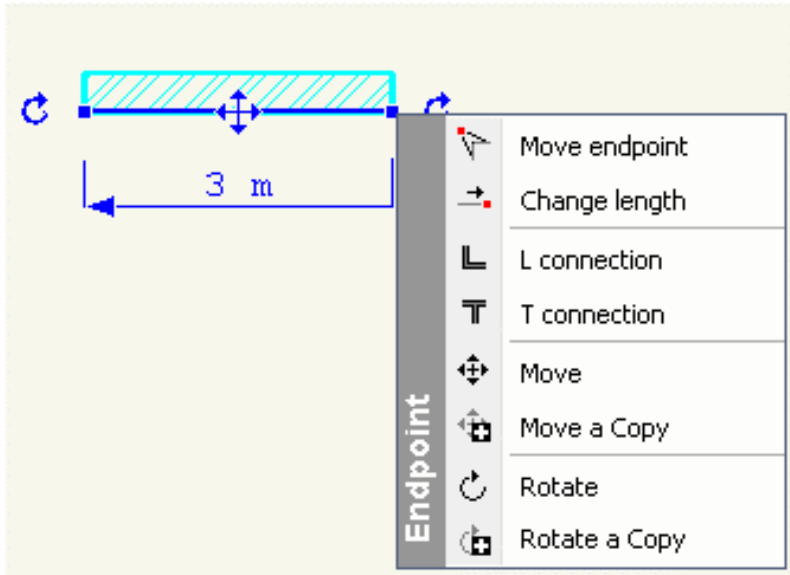 3 m
Endpoint
Move endpoint
Change length
L connection
T connection
Move
Move a Copy
Rotate
Rotate a Copy